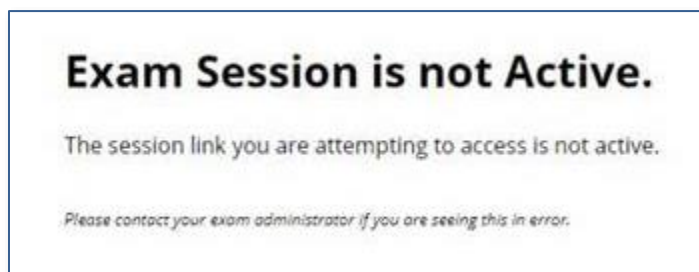 Exam Session is not Active.
The session link you are attempting to access is not active.
Please contact your exam administrator if you are seeing this in error.